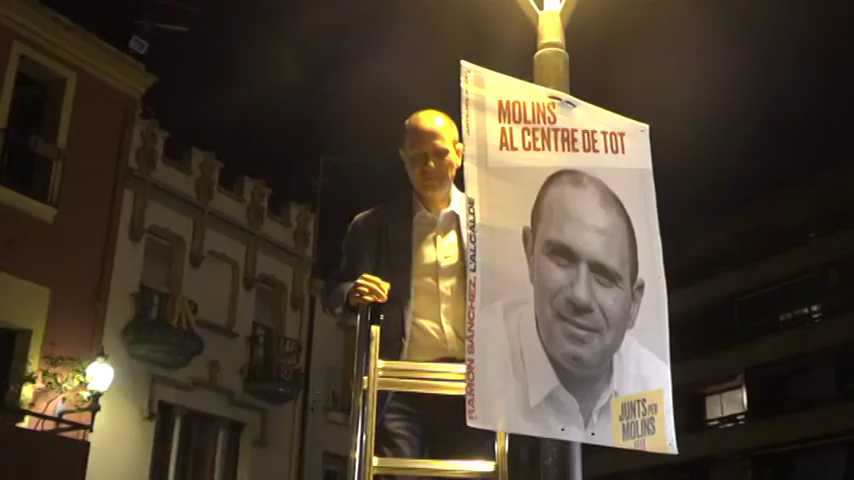 MOLINS
AL CENTRE DE TOT
RAMON SÁNCHEZ, L'ALCALDE
JUNTS PER
MOLINS